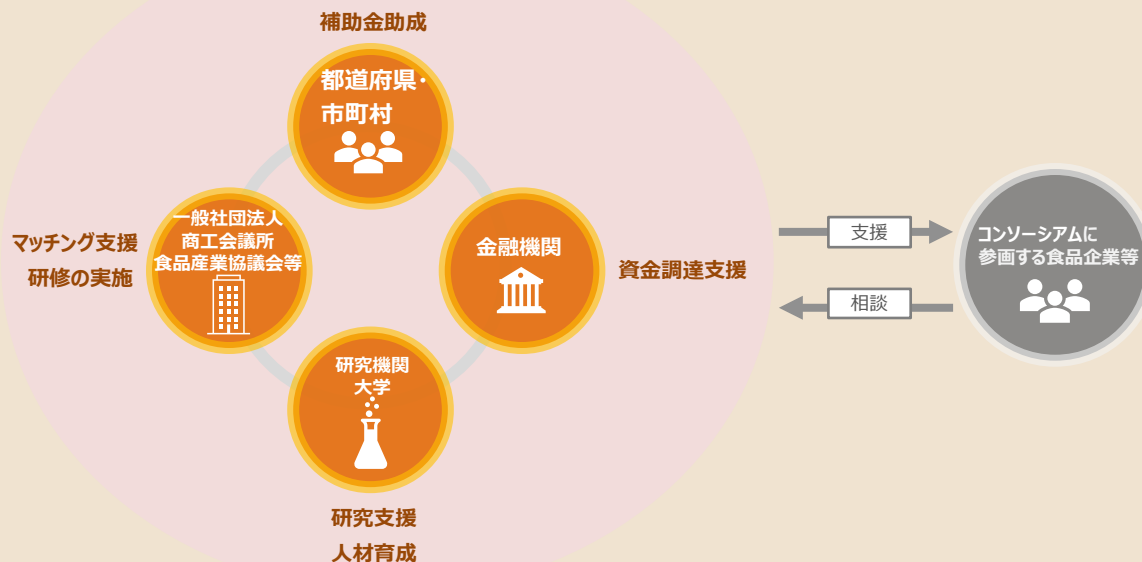 補助金助成
都道府県・
市町村
マッチング支援
研修の実施
一般社団法人
商工会議所
食品産業協議会等
金融機関
資金調達支援
研究機関
大学
研究支援
人材育成
支援
相談
コンソーシアムに
参画する食品企業等